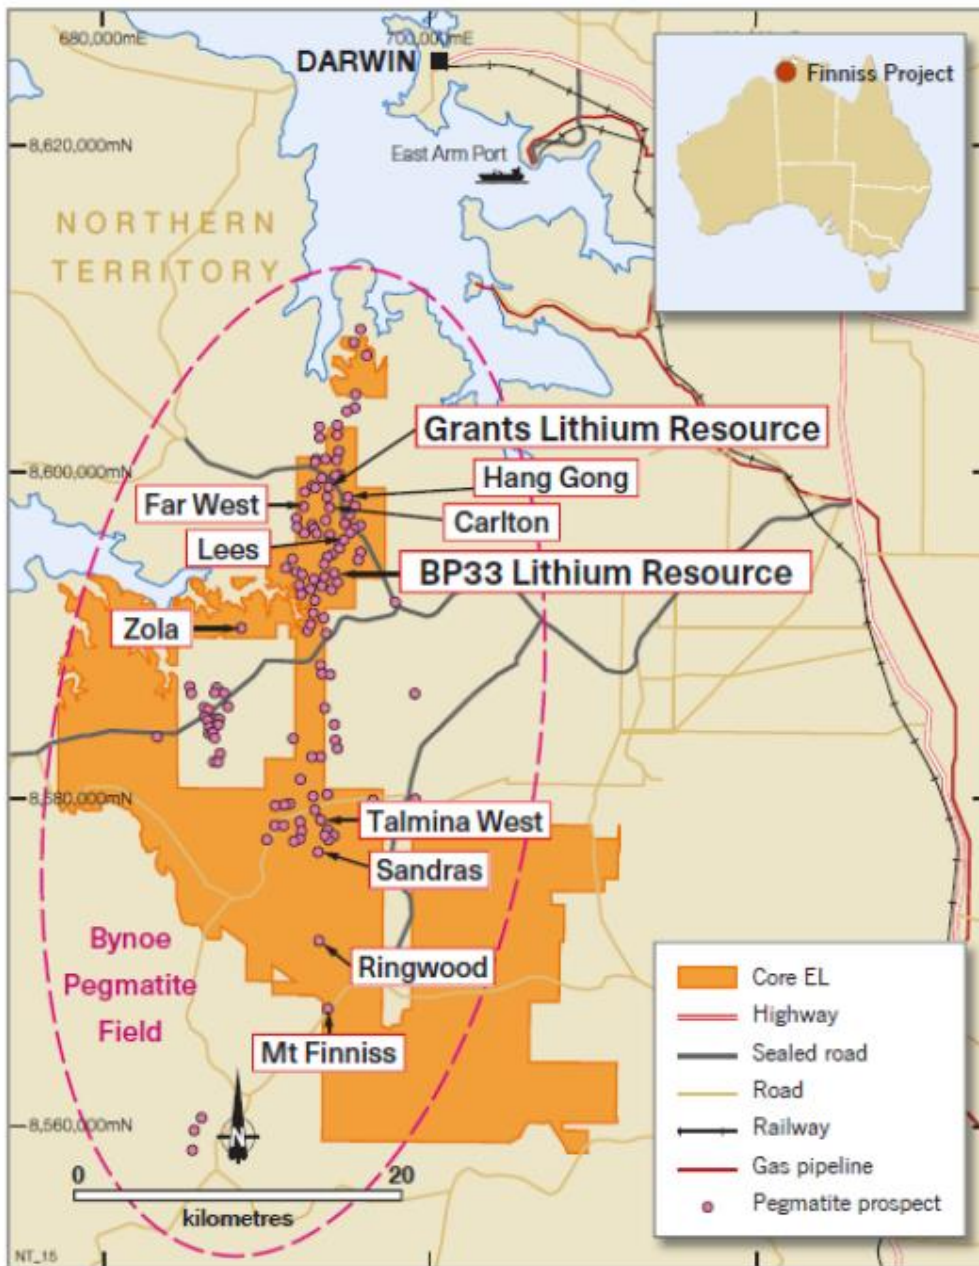 680,000mE
700,000mE
DARWIN
Finniss Project
8,620,000mN
East Arm Port
NORTHERN
TERRITORY
Grants Lithium Resource
8,600,000mN
Hang Gong
Far West
Carlton
Lees
BP33 Lithium Resource
Zola
8,580,000mN
Talmina West
Sandras
Bynoe
Pegmatite
Field
Ringwood
Mt Finniss
Core EL
Highway
Sealed road
Road
Railway
Gas pipeline
Pegmatite prospect
8,560,000mN
N
0 20
kilometres
NT_15